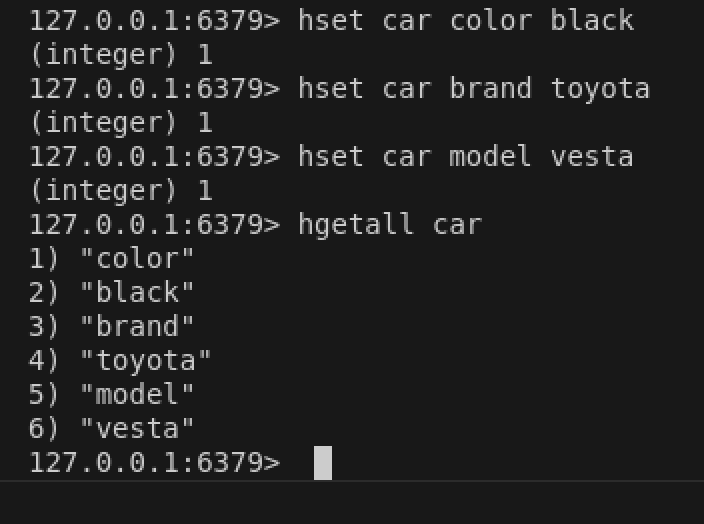 127.0.0.1:6379> hset car color black
(integer) 1
127.0.0.1:6379> hset car brand toyota
(integer) 1
127.0.0.1:6379> hset car model vesta
(integer) 1
127.0.0.1:6379> hgetall car
1) "color"
2) "black"
3) "brand"
4) "toyota"
5) "model"
6) "vesta"
127.0.0.1:6379>